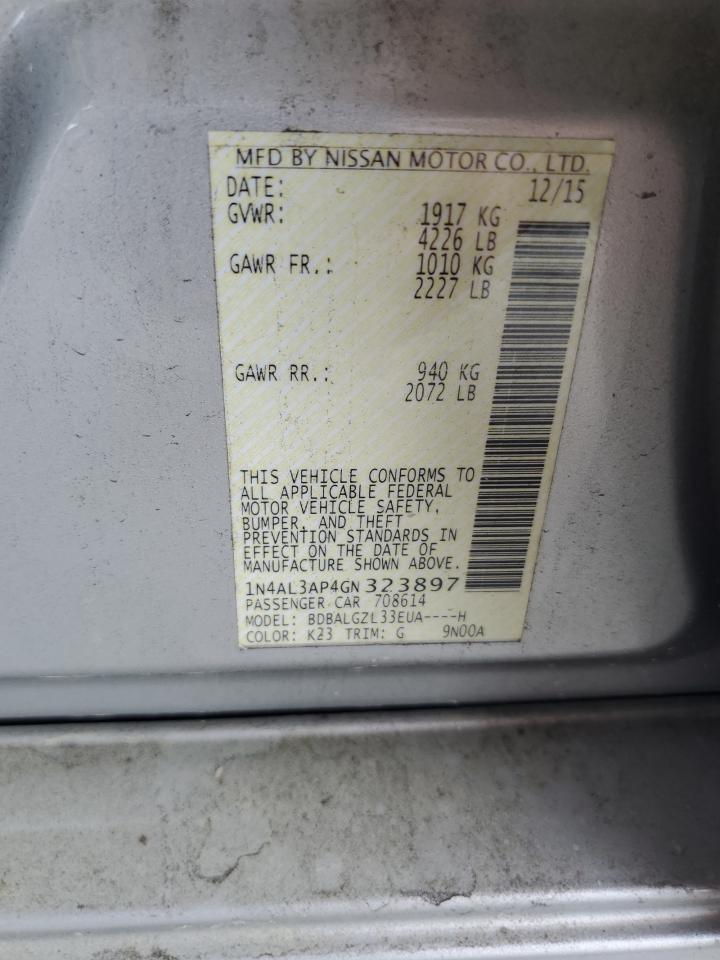 MFD BY NISSAN MOTOR CO., LTD.
DATE: 12/15
GVWR: 1917 KG
4226 LB
GAWR FR.: 1010 KG
2227 LB
GAWR RR.: 940 KG
2072 LB
THIS VEHICLE CONFORMS TO
ALL APPLICABLE FEDERAL
MOTOR VEHICLE SAFETY,
BUMPER, AND THEFT
PREVENTION STANDARDS IN
EFFECT ON THE DATE OF
MANUFACTURE SHOWN ABOVE.
1N4AL3AP4GN323897
PASSENGER CAR 708614
MODEL: BDBALGZL33EUA----H
COLOR: K23 TRIM: G 9N00A